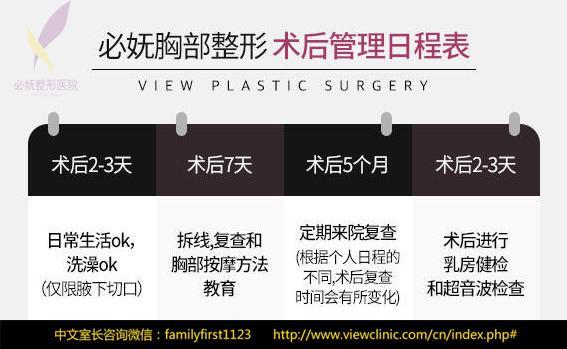 必妩胸部整形 术后管理日程表
必妩整形医院
VIEW PLASTIC SURGERY
术后2-3天
术后7天
术后5个月
术后2-3天
日常生活ok,
洗澡ok
(仅限腋下切口)
拆线,复查和
胸部按摩方法
教育
定期来院复查
(根据个人日程的
不同,术后复查
时间会有所变化)
术后进行
乳房健检
和超音波检查
中文室长咨询微信：familyfirst1123 http://www.viewclinic.com/cn/index.php#